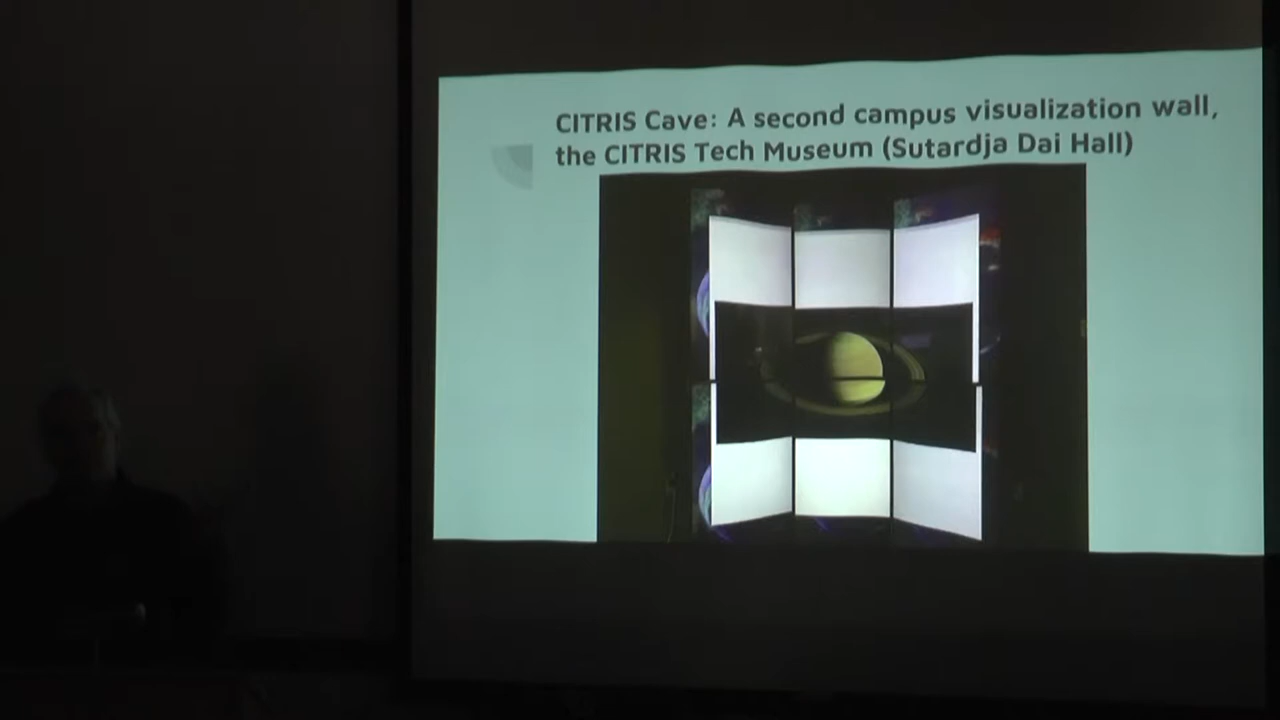 CITRIS Cave: A second campus visualization wall,
the CITRIS Tech Museum (Sutardja Dai Hall)